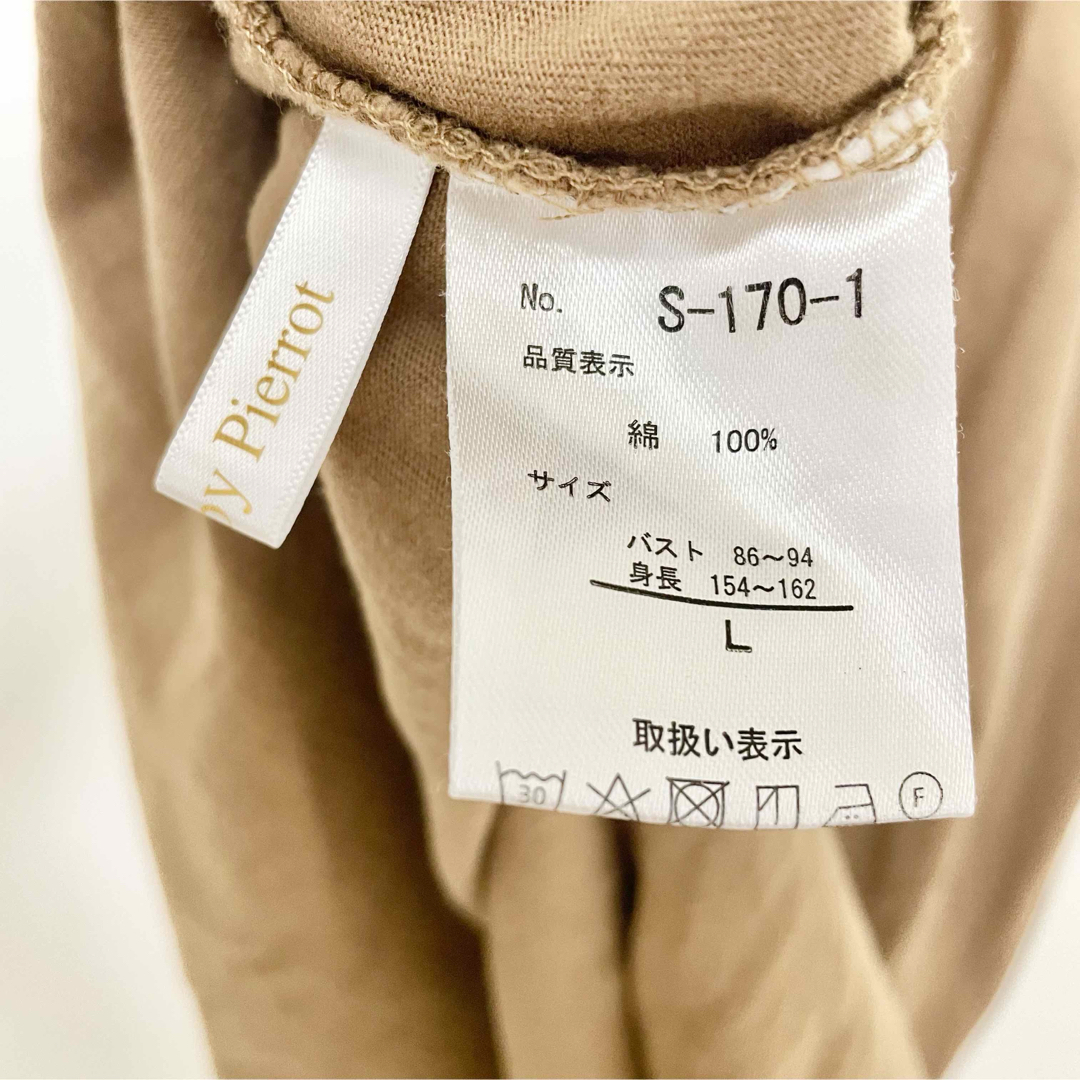 by Pierrot
No. S-170-1
品質表示
綿 100%
サイズ
バスト 86～94
身長 154～162
L
取扱い表示
30
F